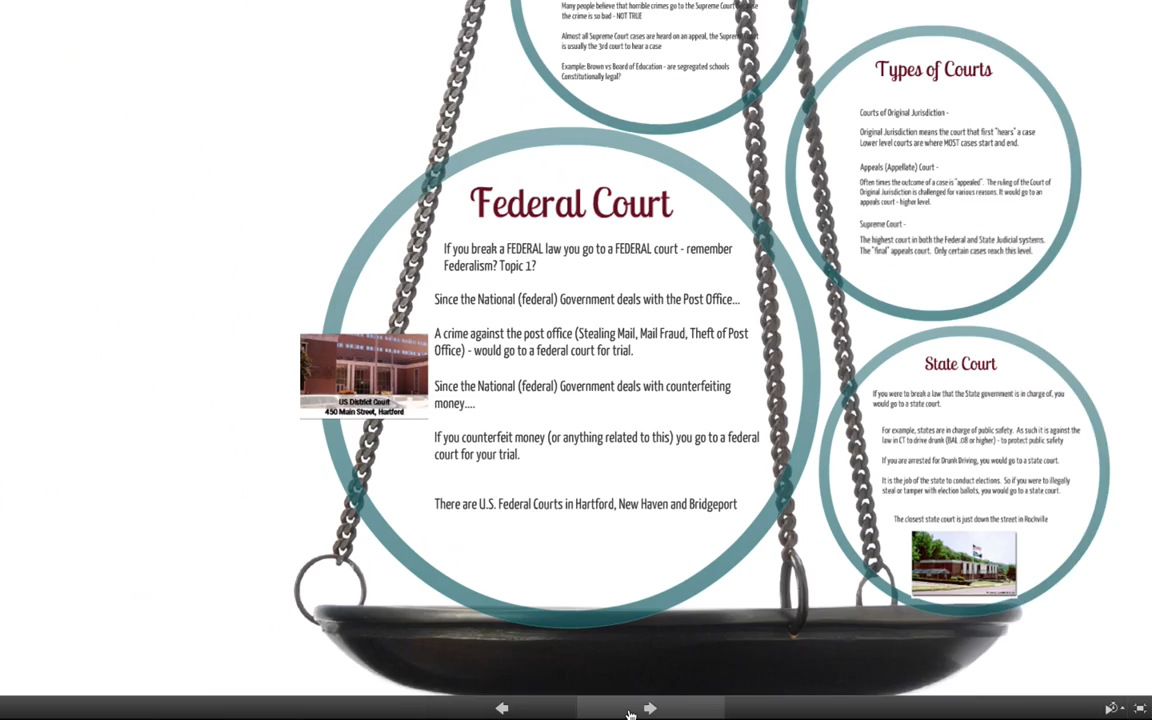 Many people believe that horrible crimes go to the Supreme Court because
the crime is so bad - NOT TRUE
Almost all Supreme Court cases are heard on an appeal, the Supreme Court
is usually the 3rd court to hear a case
Example: Brown vs Board of Education - are segregated schools
Constitutionally legal?
Types of Courts
Courts of Original Jurisdiction -
Original Jurisdiction means the court that first "hears" a case
Lower level courts are where MOST cases start and end.
Appeals (Appellate) Court -
Often times the outcome of a case is "appealed". The ruling of the Court of
Original Jurisdiction is challenged for various reasons. It would go to an
appeals court - higher level.
Supreme Court -
The highest court in both the Federal and State Judicial systems.
The "final" appeals court. Only certain cases reach this level.
Federal Court
If you break a FEDERAL law you go to a FEDERAL court - remember
Federalism? Topic 1?
Since the National (federal) Government deals with the Post Office...
A crime against the post office (Stealing Mail, Mail Fraud, Theft of Post
Office) - would go to a federal court for trial.
Since the National (federal) Government deals with counterfeiting
money....
If you counterfeit money (or anything related to this) you go to a federal
court for your trial.
There are U.S. Federal Courts in Hartford, New Haven and Bridgeport
US District Court
450 Main Street, Hartford
State Court
If you were to break a law that the State government is in charge of, you
would go to a state court.
For example, states are in charge of public safety. As such it is against the
law in CT to drive drunk (BAL .08 or higher) - to protect public safety
If you are arrested for Drunk Driving, you would go to a state court.
It is the job of the state to conduct elections. So if you were to illegally
steal or tamper with election ballots, you would go to a state court.
The closest state court is just down the street in Rockville